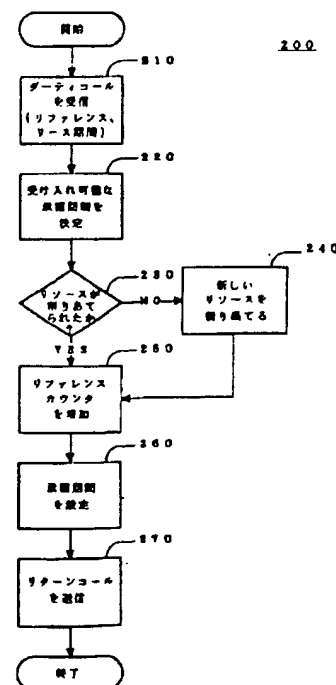 開始
200
210
ダーティコール
を受信
(リファレンス、
リース期間)
220
受け入れ可能な
許諾期間を
決定
230
リソースが
割りあて
られたか
?
NO
240
新しい
リソースを
割り当てる
YES
250
リファレンス
カウンタ
を増加
260
許諾期間
を設定
270
リターンコール
を送信
終了